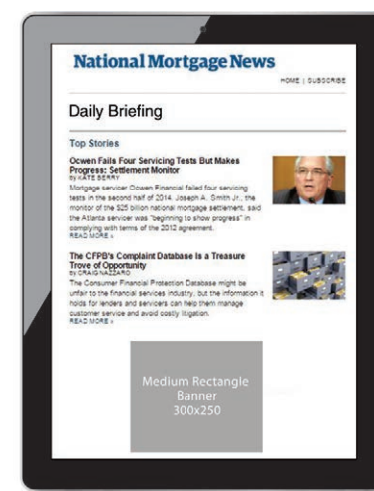 National Mortgage News
HOME | SUBSCRIBE
Daily Briefing
Top Stories
Ocwen Fails Four Servicing Tests But Makes
Progress: Settlement Monitor
By KATE BERRY
Mortgage servicer Ocwen Financial failed four servicing
tests in the second half of 2014. Joseph A. Smith Jr., the
monitor of the $25 billion national mortgage settlement, said
the Atlanta servicer was "beginning to show progress" in
complying with terms of the 2012 agreement.
READ MORE »
The CFPB's Complaint Database Is a Treasure
Trove of Opportunity
By CRAIG NAZZARO
The Consumer Financial Protection Database might be
unfair to the financial services industry, but the information it
holds for lenders and servicers can help them manage
customer service and avoid costly litigation.
READ MORE »
Medium Rectangle
Banner
300x250